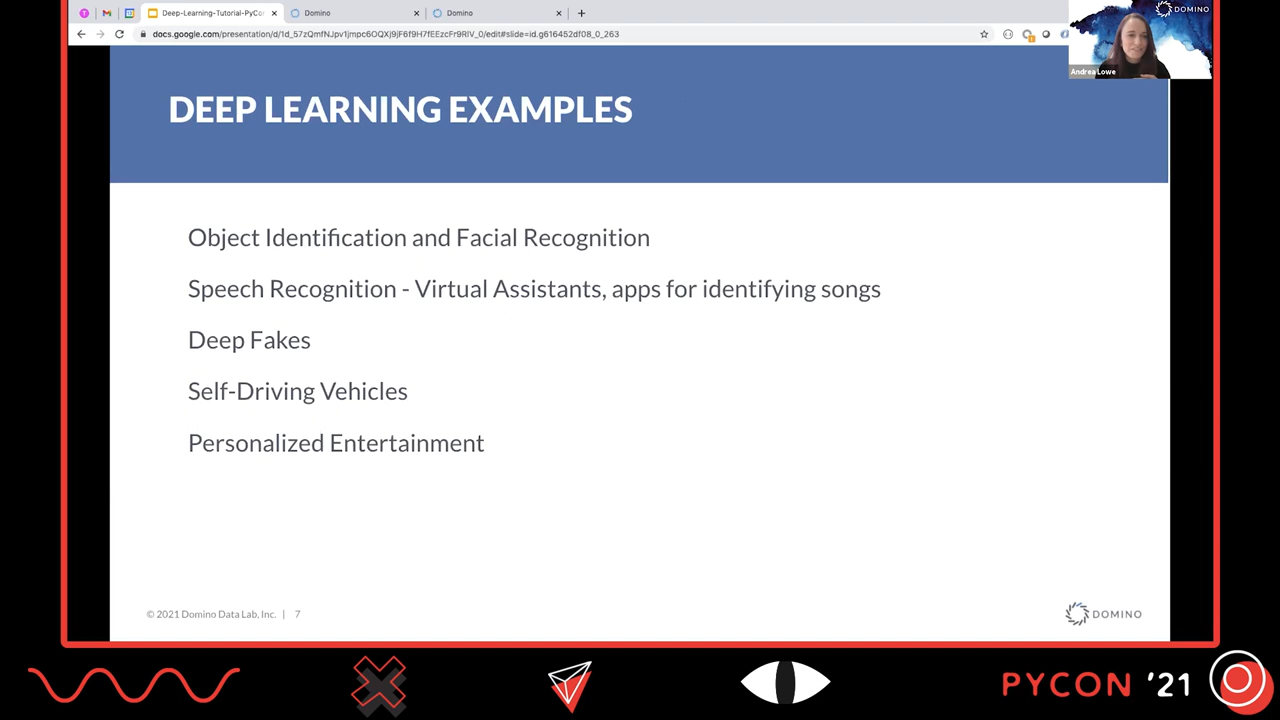 Deep-Learning-Tutorial-PyCo
Domino
Domino
docs.google.com/presentation/d/1d_57zQmfNJpv1jmpc6OQXj9jF6f9H7fEEzcFr9RlV_0/edit#slide=id.g616452df08_0_263
DOMINO
Andrea Lowe
DEEP LEARNING EXAMPLES
Object Identification and Facial Recognition
Speech Recognition - Virtual Assistants, apps for identifying songs
Deep Fakes
Self-Driving Vehicles
Personalized Entertainment
© 2021 Domino Data Lab, Inc. | 7
DOMINO
PYCON '21